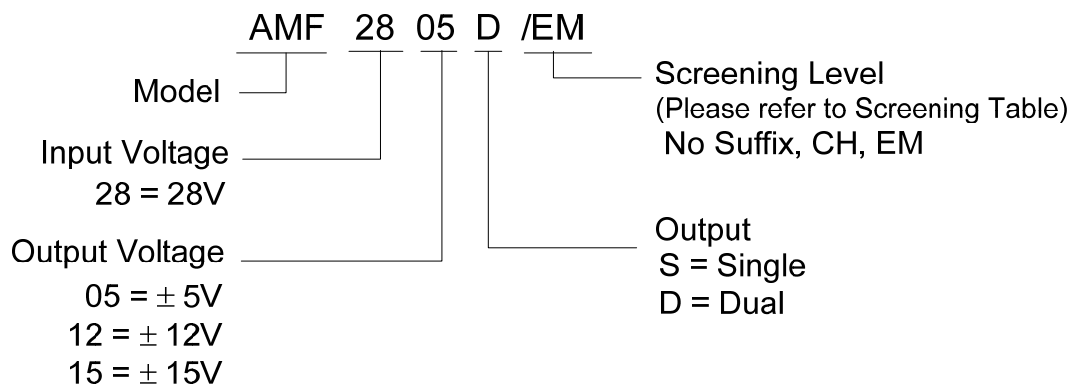 AMF 28 05 D /EM
Model
Input Voltage
28 = 28V
Output Voltage
05 = ± 5V
12 = ± 12V
15 = ± 15V
Screening Level
(Please refer to Screening Table)
No Suffix, CH, EM
Output
S = Single
D = Dual